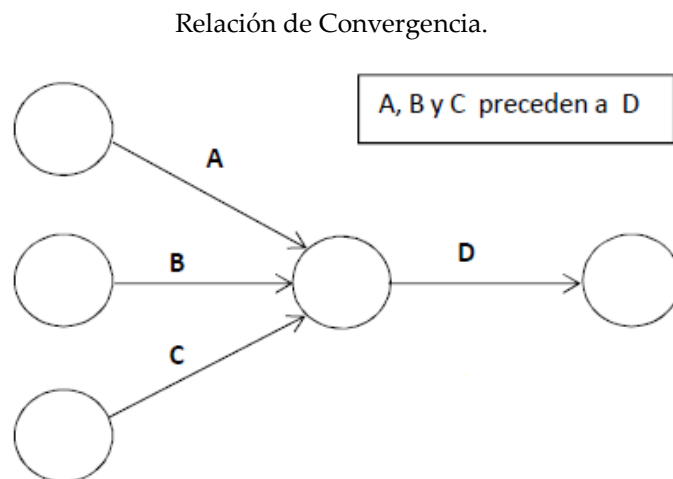 Relación de Convergencia.
A, B y C preceden a D
A
B
D
C